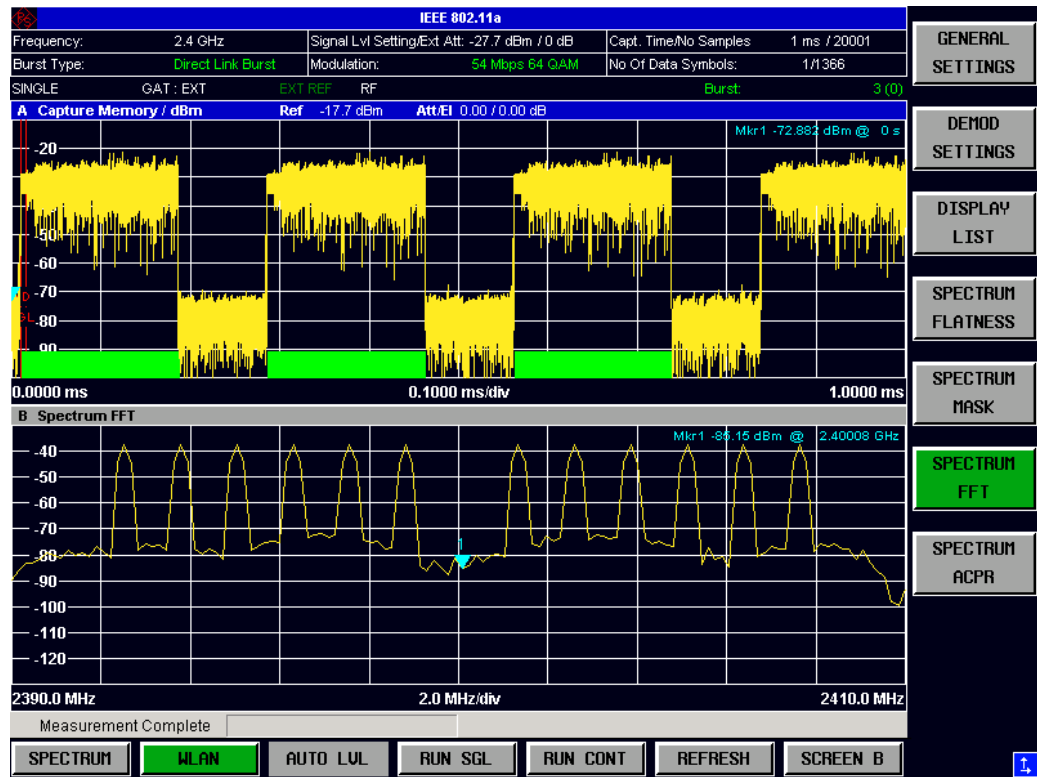 IEEE 802.11a
Frequency: 2.4 GHz Signal Lvl Setting/Ext Att: -27.7 dBm / 0 dB Capt. Time/No Samples 1 ms / 20001
Burst Type: Direct Link Burst Modulation: 54 Mbps 64 QAM No Of Data Symbols: 1/1366
SINGLE GAT : EXT EXT REF RF Burst: 3 (0)
A Capture Memory / dBm Ref -17.7 dBm Att/El 0.00 / 0.00 dB
Mkr1 -72.882 dBm @ 0 s
-20
-50
-60
-70
-80
-90
0.0000 ms 0.1000 ms/div 1.0000 ms
B Spectrum FFT
Mkr1 -85.15 dBm @ 2.40008 GHz
-40
-50
-60
-70
-80
1
-90
-100
-110
-120
2390.0 MHz 2.0 MHz/div 2410.0 MHz
Measurement Complete
SPECTRUM WLAN AUTO LVL RUN SGL RUN CONT REFRESH SCREEN B
GENERAL
SETTINGS
DEMOD
SETTINGS
DISPLAY
LIST
SPECTRUM
FLATNESS
SPECTRUM
MASK
SPECTRUM
FFT
SPECTRUM
ACPR